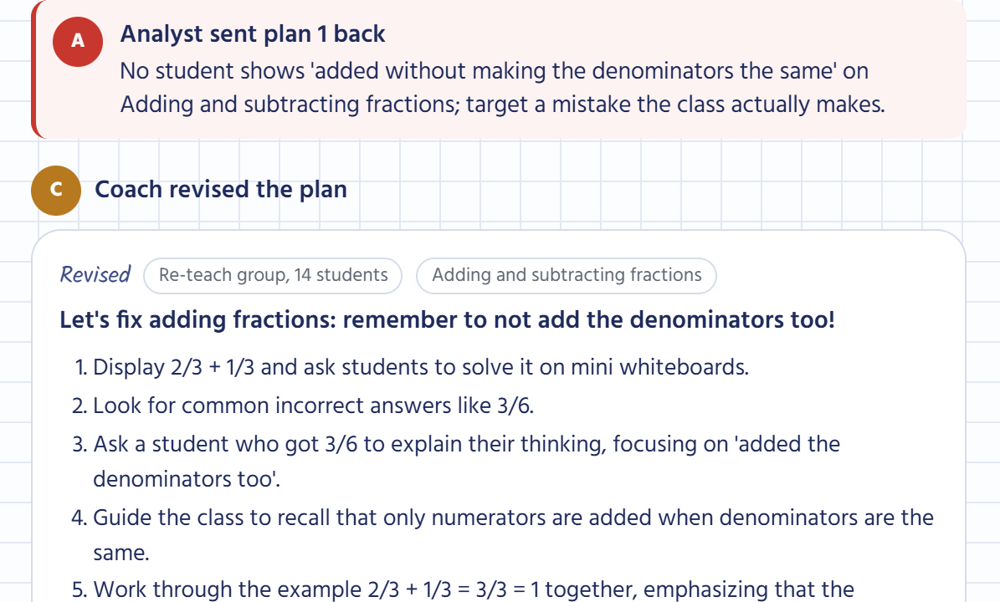 A
Analyst sent plan 1 back
No student shows 'added without making the denominators the same' on
Adding and subtracting fractions; target a mistake the class actually makes.
C
Coach revised the plan
Revised
Re-teach group, 14 students
Adding and subtracting fractions
Let's fix adding fractions: remember to not add the denominators too!
1. Display 2/3 + 1/3 and ask students to solve it on mini whiteboards.
2. Look for common incorrect answers like 3/6.
3. Ask a student who got 3/6 to explain their thinking, focusing on 'added the
denominators too'.
4. Guide the class to recall that only numerators are added when denominators are the
same.
5. Work through the example 2/3 + 1/3 = 3/3 = 1 together, emphasizing that the